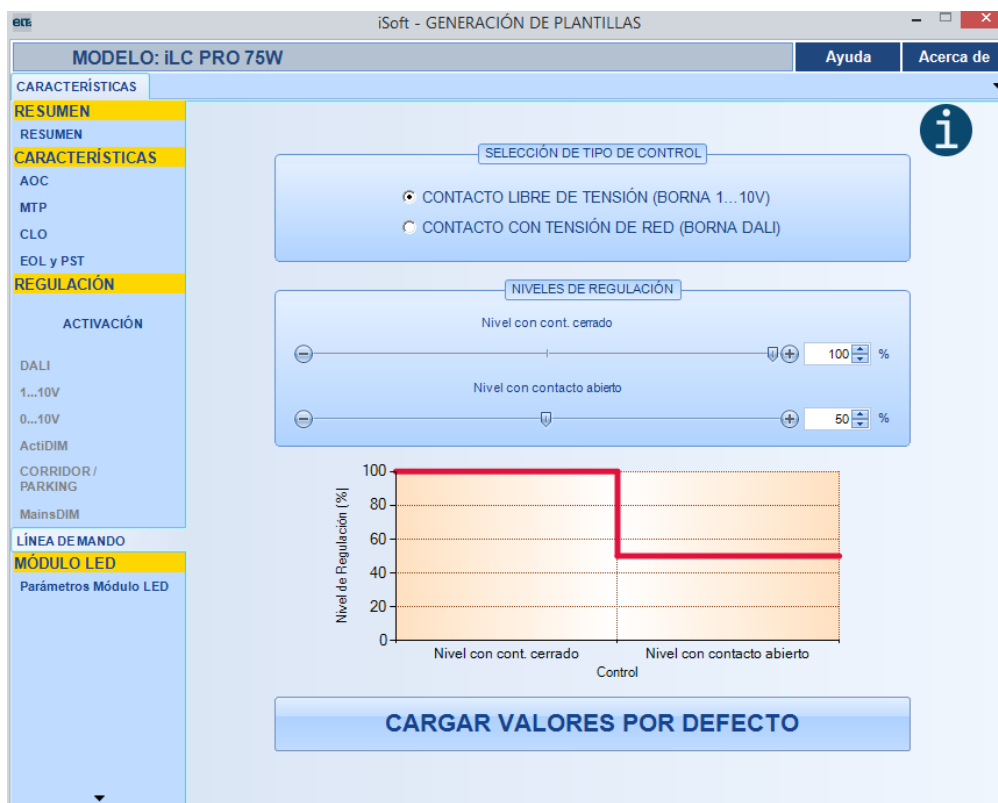 eLT
iSoft - GENERACIÓN DE PLANTILLAS
MODELO: iLC PRO 75W
Ayuda
Acerca de
CARACTERÍSTICAS
RESUMEN
RESUMEN
CARACTERÍSTICAS
AOC
MTP
CLO
EOL y PST
REGULACIÓN
ACTIVACIÓN
DALI
1...10V
0...10V
ActiDIM
CORRIDOR /
PARKING
MainsDIM
LÍNEA DE MANDO
MÓDULO LED
Parámetros Módulo LED
i
SELECCIÓN DE TIPO DE CONTROL
CONTACTO LIBRE DE TENSIÓN (BORNA 1...10V)
CONTACTO CON TENSIÓN DE RED (BORNA DALI)
NIVELES DE REGULACIÓN
Nivel con cont. cerrado
100 %
Nivel con contacto abierto
50 %
Nivel de Regulación [%]
100
80
60
40
20
0
Nivel con cont. cerrado
Nivel con contacto abierto
Control
CARGAR VALORES POR DEFECTO